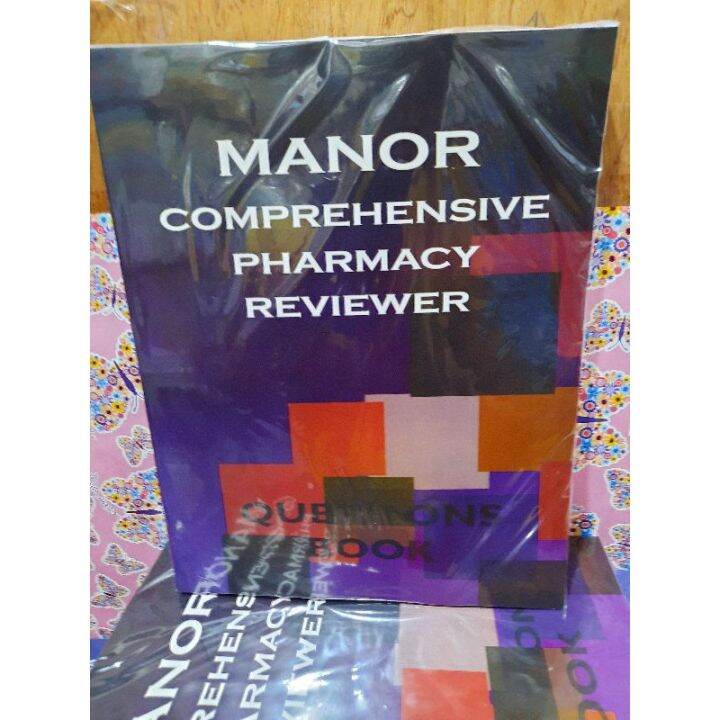 MANOR
COMPREHENSIVE
PHARMACY
REVIEWER
QUESTIONS
BOOK